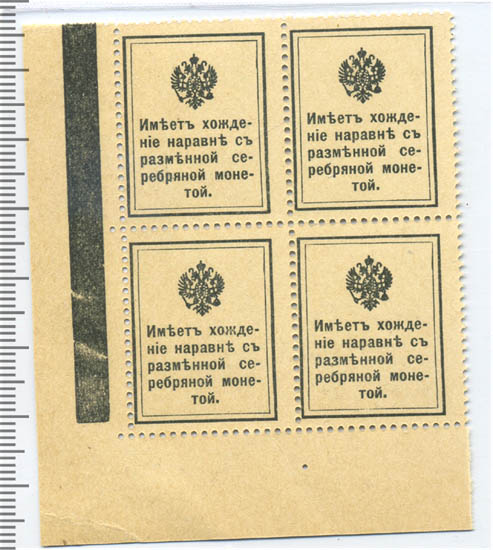 Имѣетъ хожде-
ніе наравнѣ съ
размѣнной се-
ребряной моне-
той.
Имѣетъ хожде-
ніе наравнѣ съ
размѣнной се-
ребряной моне-
той.
Имѣетъ хожде-
ніе наравнѣ съ
размѣнной се-
ребряной моне-
той.
Имѣетъ хожде-
ніе наравнѣ съ
размѣнной се-
ребряной моне-
той.